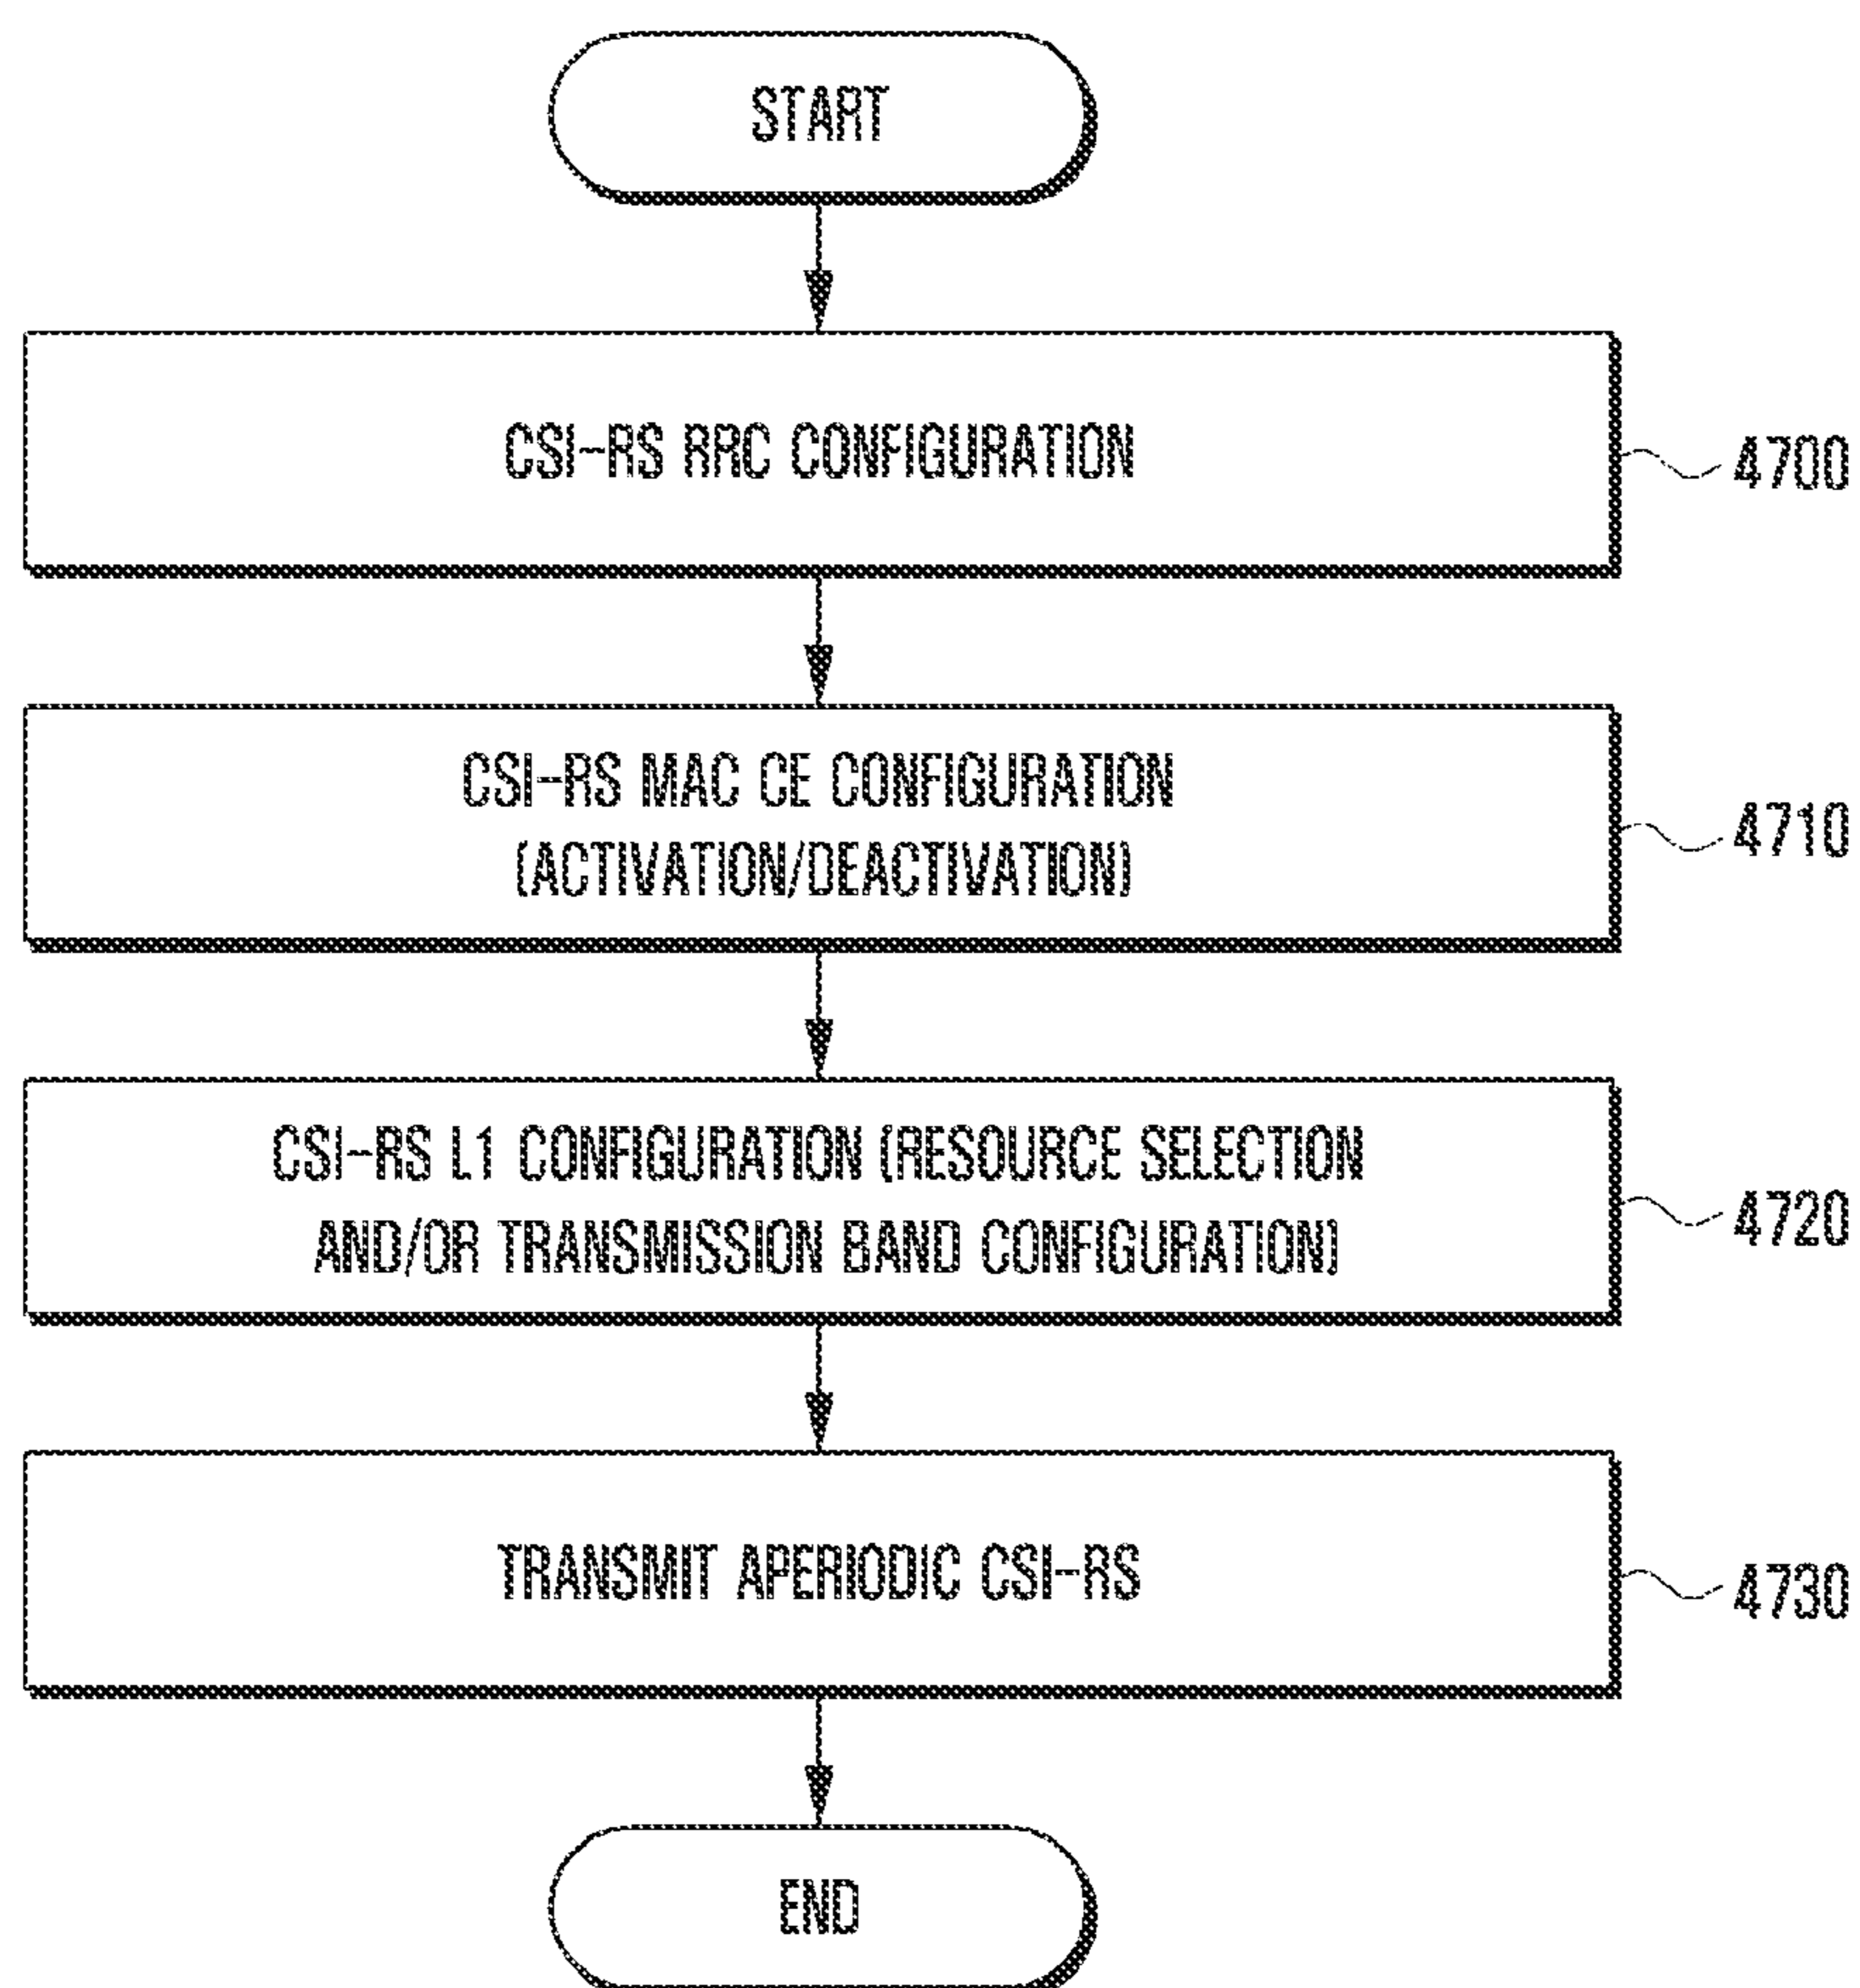 START
CSI-RS RRC CONFIGURATION
4700
CSI-RS MAC CE CONFIGURATION
(ACTIVATION/DEACTIVATION)
4710
CSI-RS L1 CONFIGURATION (RESOURCE SELECTION
AND/OR TRANSMISSION BAND CONFIGURATION)
4720
TRANSMIT APERIODIC CSI-RS
4730
END